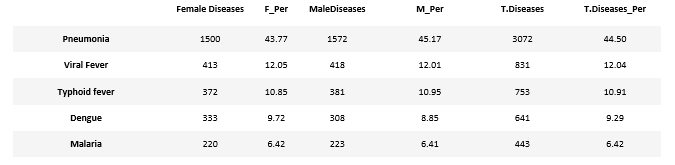 Female Diseases F_Per MaleDiseases M_Per T.Diseases T.Diseases_Per
Pneumonia 1500 43.77 1572 45.17 3072 44.50
Viral Fever 413 12.05 418 12.01 831 12.04
Typhoid fever 372 10.85 381 10.95 753 10.91
Dengue 333 9.72 308 8.85 641 9.29
Malaria 220 6.42 223 6.41 443 6.42